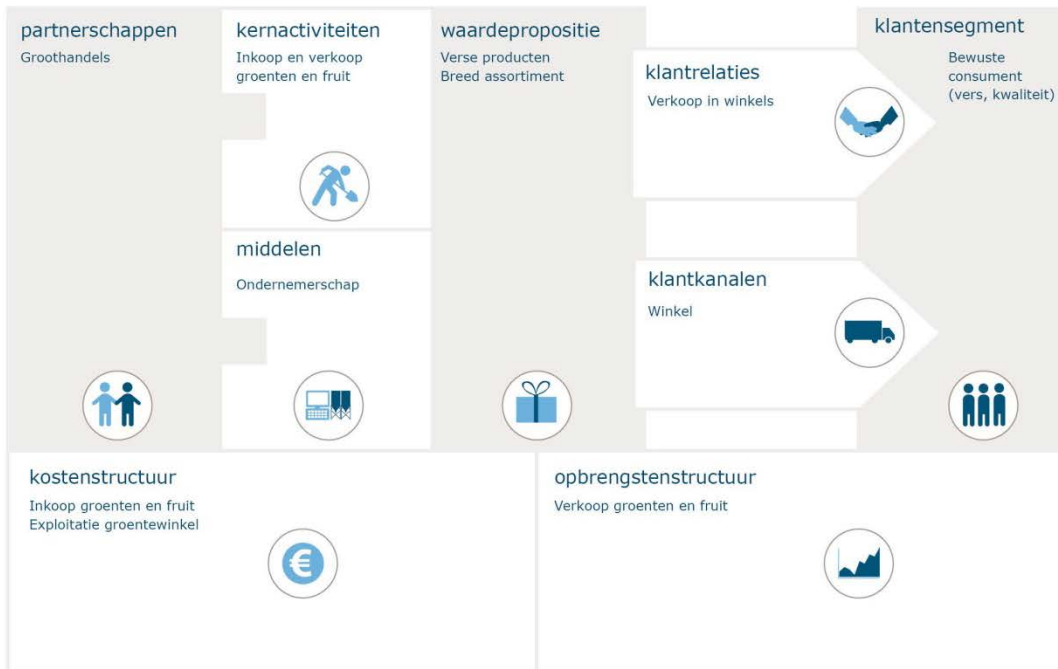 partnerschappen
Groothandels
kernactiviteiten
Inkoop en verkoop
groenten en fruit
middelen
Ondernemerschap
waardepropositie
Verse producten
Breed assortiment
klantrelaties
Verkoop in winkels
klantkanalen
Winkel
klantensegment
Bewuste
consument
(vers, kwaliteit)
kostenstructuur
Inkoop groenten en fruit
Exploitatie groentewinkel
€
opbrengstenstructuur
Verkoop groenten en fruit